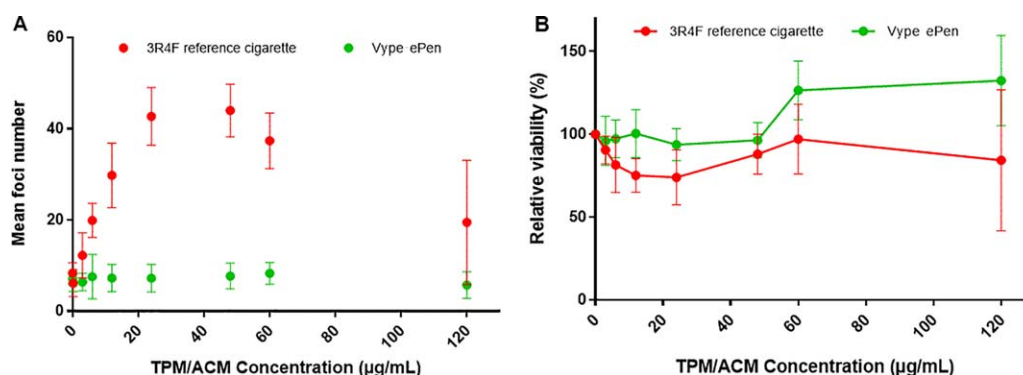 A
3R4F reference cigarette
Vype ePen
Mean foci number
60
40
20
0
0
20
40
60
80
100
120
TPM/ACM Concentration (µg/mL)
B
3R4F reference cigarette
Vype ePen
Relative viability (%)
150
100
50
0
0
20
40
60
80
100
120
TPM/ACM Concentration (µg/mL)